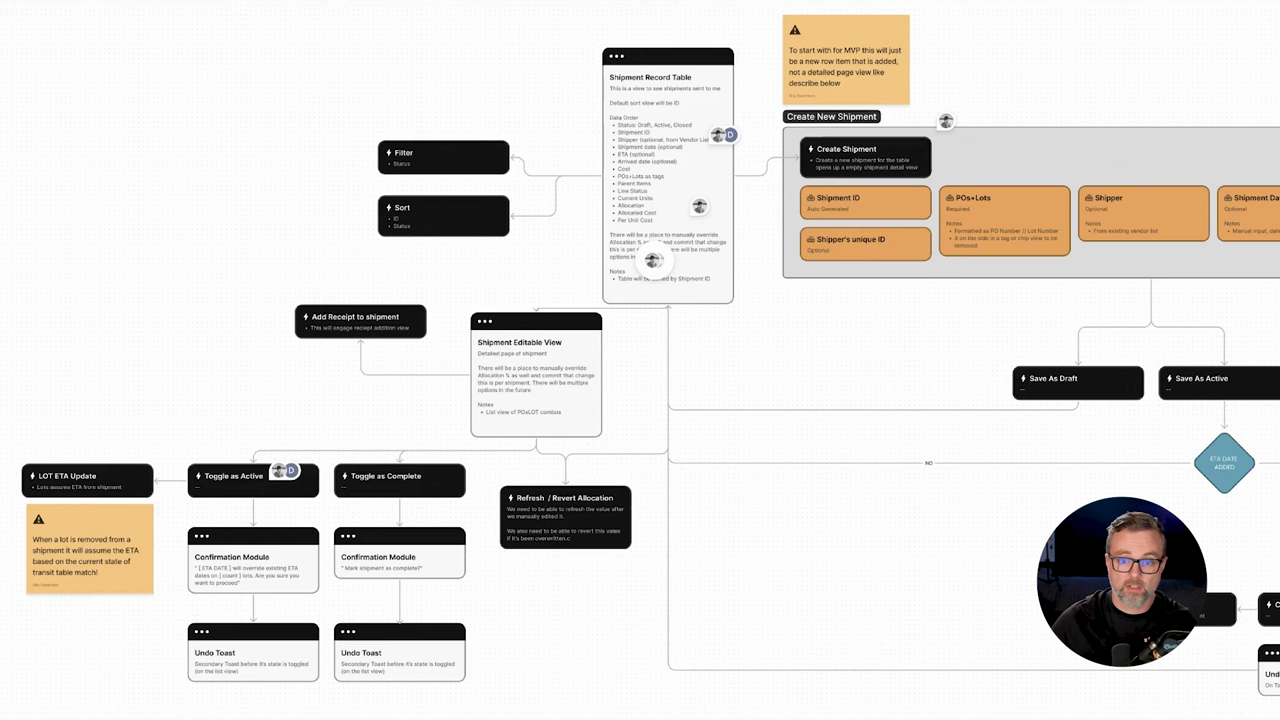 To start with for MVP this will just
be a new row item that is added,
not a detailed page view like
describe below
Create New Shipment
Shipment Record Table
This is a view to see shipments sent to me
Default sort view will be ID
Data Order
• Status: Draft, Active, Closed
• Shipment ID
• Shipper (optional, from Vendor List
• Shipment date (optional)
• ETA (optional)
• Arrived date (optional)
• Cost
• POs+Lots as tags
• Parent Items
• Line Status
• Current Units
• Allocation
• Allocated Cost
• Per Unit Cost
There will be a place to manually override
Allocation % and commit that change
this is per ere will be multiple
options in
Notes
• Table will be by Shipment ID
D
Filter
• Status
Sort
• ID
• Status
Create Shipment
• Create a new shipment for the table
opens up a empty shipment detail view
Shipment ID
Auto Generated
Shipper's unique ID
Optional
POs+Lots
Required
Notes
• Formatted as PO Number // Lot Number
• X on the side in a tag or chip view to be
removed
Shipper
Optional
Notes
• From existing vendor list
Shipment Da
Optional
Notes
• Manual input, date
Add Receipt to shipment
• This will engage reciept addition view
Shipment Editable View
Detailed page of shipment
There will be a place to manually override
Allocation % as well and commit that change
this is per shipment. There will be multiple
options in the future
Notes
• List view of POsLOT combos
Save As Draft
--
Save As Active
--
ETA DATE
ADDED
NO
LOT ETA Update
• Lots assume ETA from shipment
Toggle as Active
--
D
Toggle as Complete
--
Refresh / Revert Allocation
We need to be able to refresh the value after
we manually edited it.
We also need to be able to revert this value
if it's been overwritten.c
When a lot is removed from a
shipment it will assume the ETA
based on the current state of
transit table match!
Confirmation Module
" [ ETA DATE ] will override existing ETA
dates on [ count ] lots. Are you sure you
want to proceed"
Confirmation Module
" Mark shipment as complete?"
Undo Toast
Secondary Toast before it's state is toggled
(on the list view)
Undo Toast
Secondary Toast before it's state is toggled
(on the list view)
C
Und
On Ta